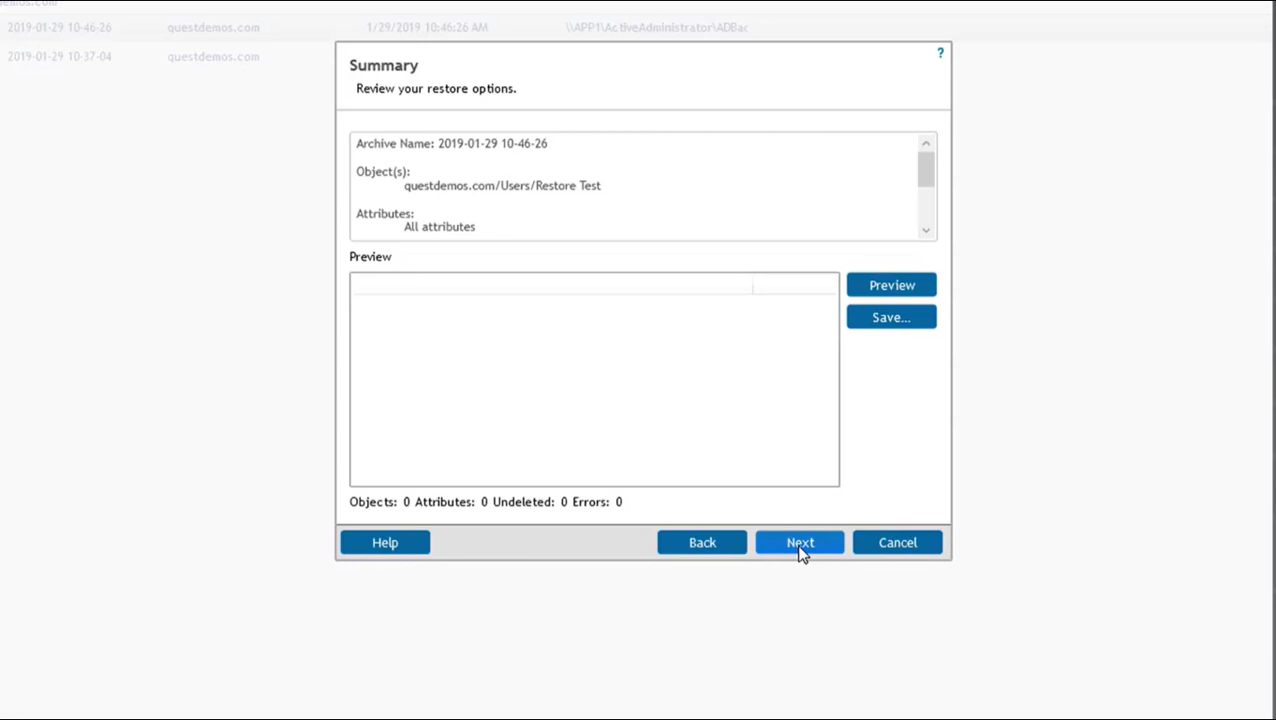 demos.com
2019-01-29 10-46-26 questdemos.com 1/29/2019 10:46:26 AM \\APP1\ActiveAdministrator\ADBac
2019-01-29 10-37-04 questdemos.com
?
Summary
Review your restore options.
Archive Name: 2019-01-29 10-46-26
Object(s):
questdemos.com/Users/Restore Test
Attributes:
All attributes
Preview
Preview
Save...
Objects: 0 Attributes: 0 Undeleted: 0 Errors: 0
Help Back Next Cancel